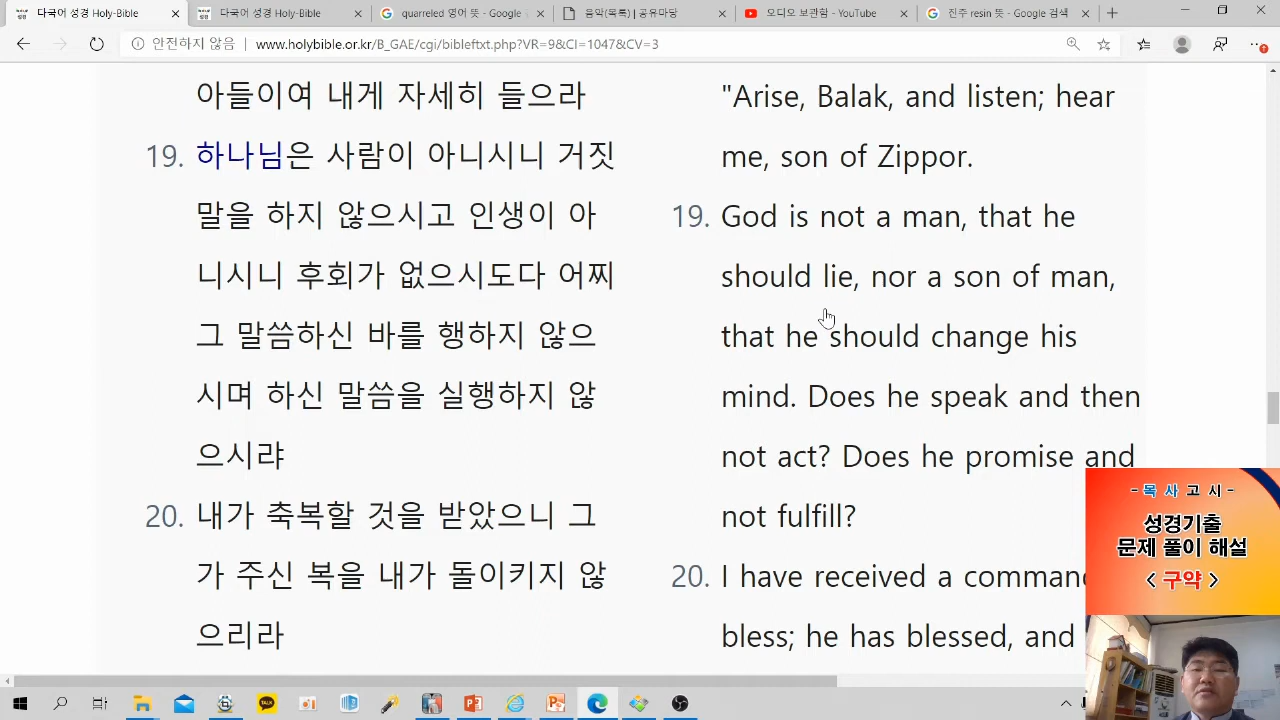 다국어 성경 Holy-Bible
다국어 성경 Holy-Bible
quarreled 영어 뜻 - Google
음악(목록) | 공유마당
오디오 보관함 - YouTube
진주 resin 뜻 - Google 검색
안전하지 않음
www.holybible.or.kr/B_GAE/cgi/bibleftxt.php?VR=9&CI=1047&CV=3
아들이여 내게 자세히 들으라
19. 하나님은 사람이 아니시니 거짓
말을 하지 않으시고 인생이 아
니시니 후회가 없으시도다 어찌
그 말씀하신 바를 행하지 않으
시며 하신 말씀을 실행하지 않
으시랴
20. 내가 축복할 것을 받았으니 그
가 주신 복을 내가 돌이키지 않
으리라
"Arise, Balak, and listen; hear
me, son of Zippor.
19. God is not a man, that he
should lie, nor a son of man,
that he should change his
mind. Does he speak and then
not act? Does he promise and
not fulfill?
20. I have received a comman
bless; he has blessed, and
- 목사고시 -
성경기출
문제 풀이 해설
< 구약 >
TALK